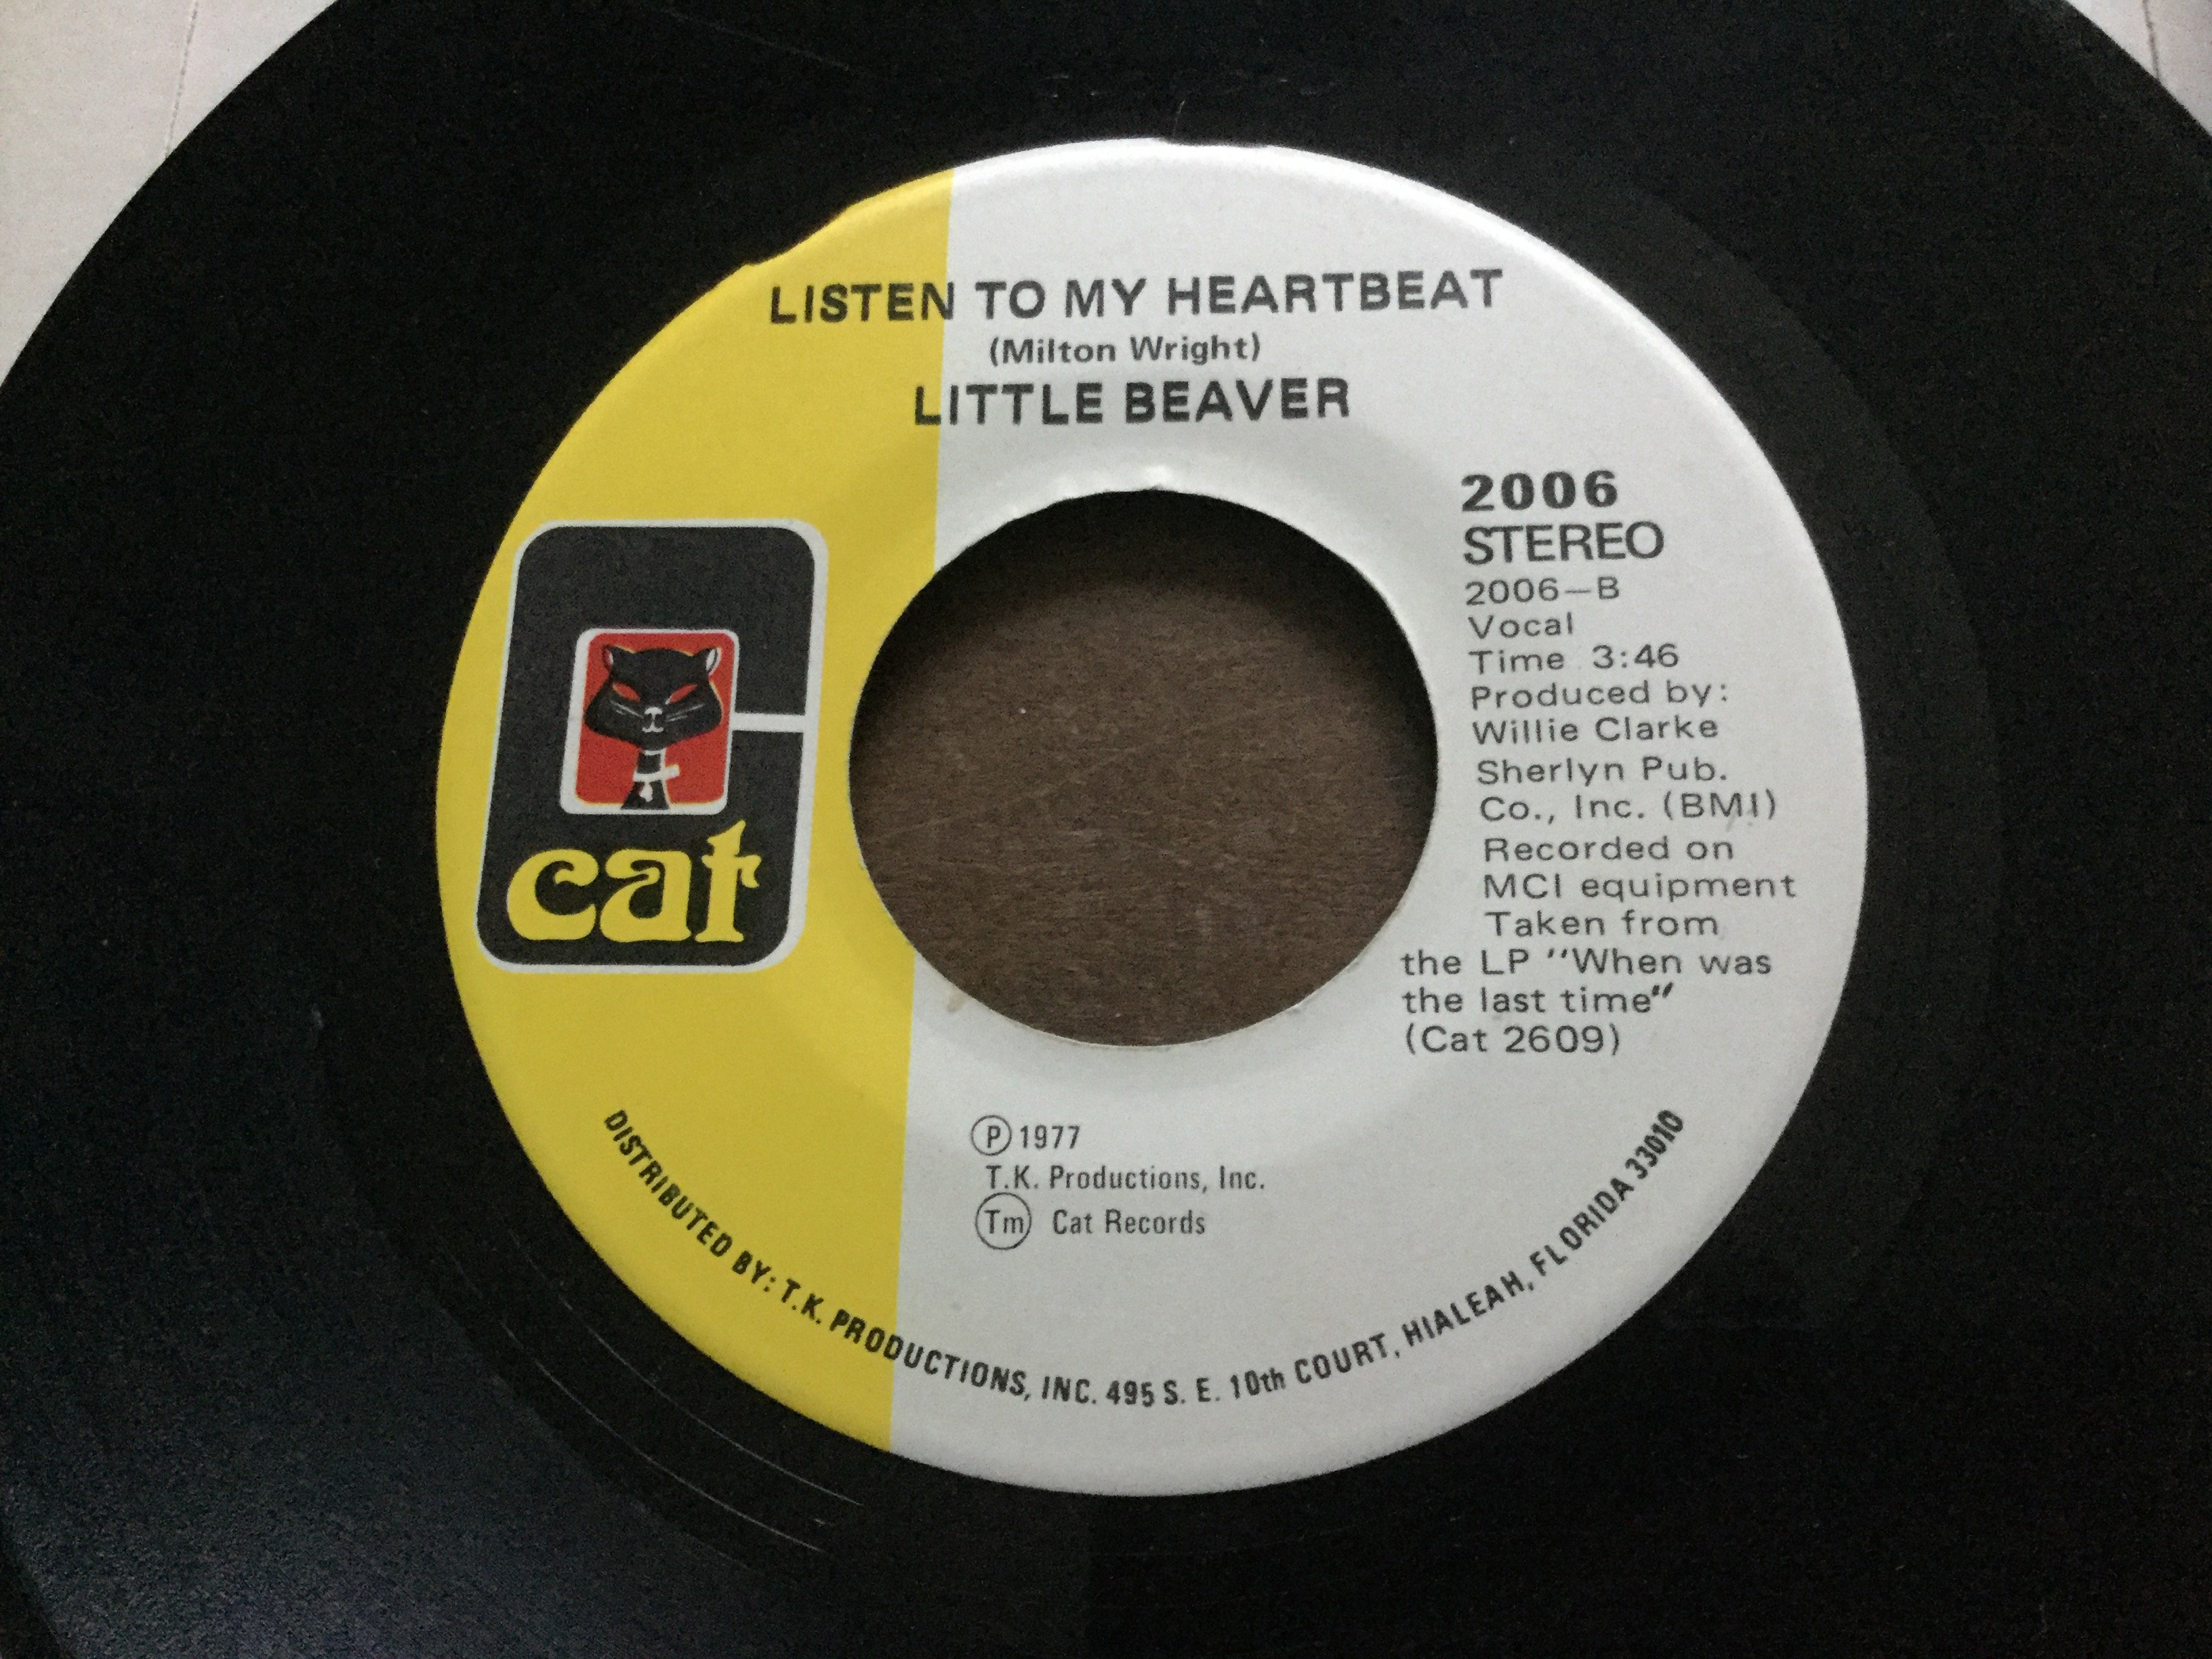 LISTEN TO MY HEARTBEAT
(Milton Wright)
LITTLE BEAVER
2006
STEREO
2006—B
Vocal
Time 3:46
Produced by:
Willie Clarke
Sherlyn Pub.
Co., Inc. (BMI)
Recorded on
MCI equipment
Taken from
the LP "When was
the last time"
(Cat 2609)
cat
Ⓟ 1977
T.K. Productions, Inc.
Tm Cat Records
DISTRIBUTED BY: T.K. PRODUCTIONS, INC. 495 S. E. 10th COURT, HIALEAH, FLORIDA 33010